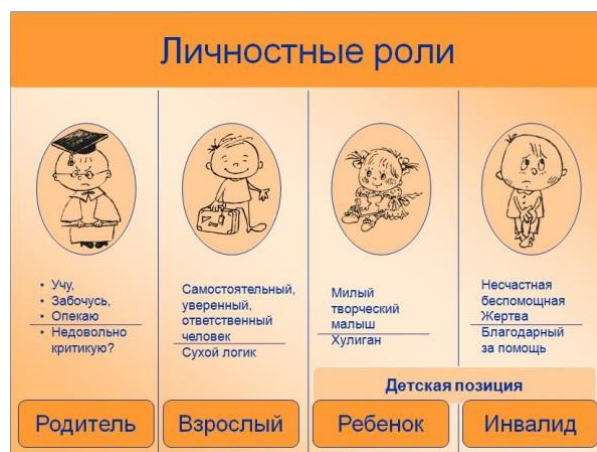 Личностные роли
• Учу,
• Забочусь,
• Опекаю
• Недовольно
критикую?
Самостоятельный,
уверенный,
ответственный
человек
Сухой логик
Милый
творческий
малыш
Хулиган
Несчастная
беспомощная
Жертва
Благодарный
за помощь
Детская позиция
Родитель
Взрослый
Ребенок
Инвалид